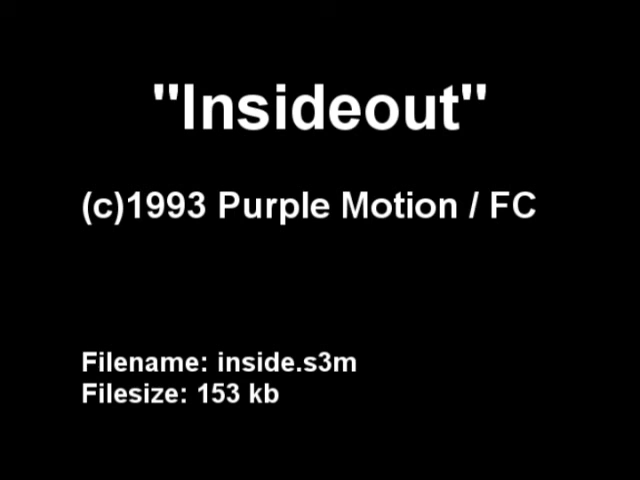 "Insideout"
(c)1993 Purple Motion / FC
Filename: inside.s3m
Filesize: 153 kb